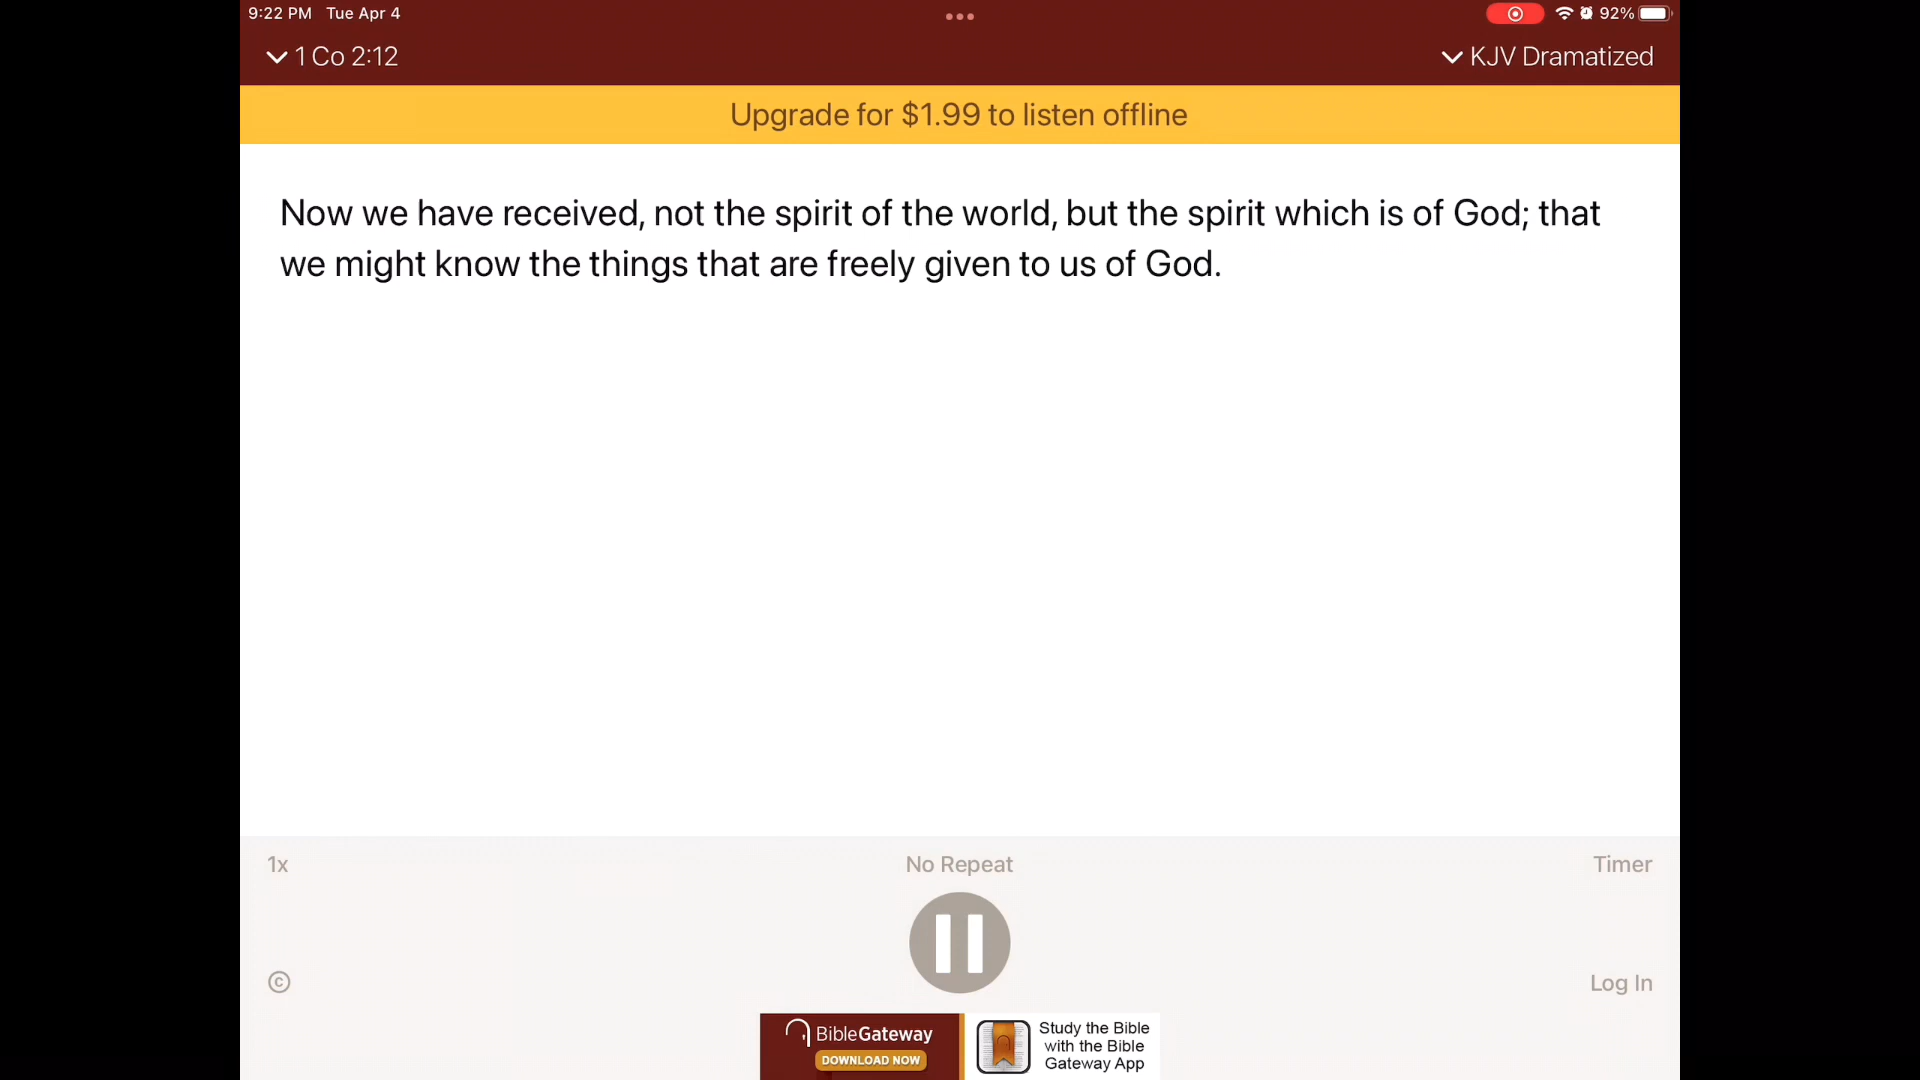 9:22 PM Tue Apr 4
92%
1 Co 2:12
KJV Dramatized
Upgrade for $1.99 to listen offline
Now we have received, not the spirit of the world, but the spirit which is of God; that
we might know the things that are freely given to us of God.
1x
No Repeat
Timer
©
Log In
BibleGateway
DOWNLOAD NOW
Study the Bible
with the Bible
Gateway App